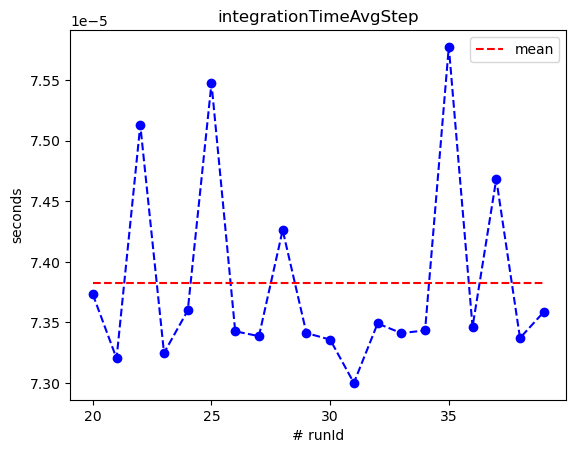 integrationTimeAvgStep
1e−5
mean
7.55
7.50
7.45
7.40
7.35
7.30
seconds
20 25 30 35
# runId